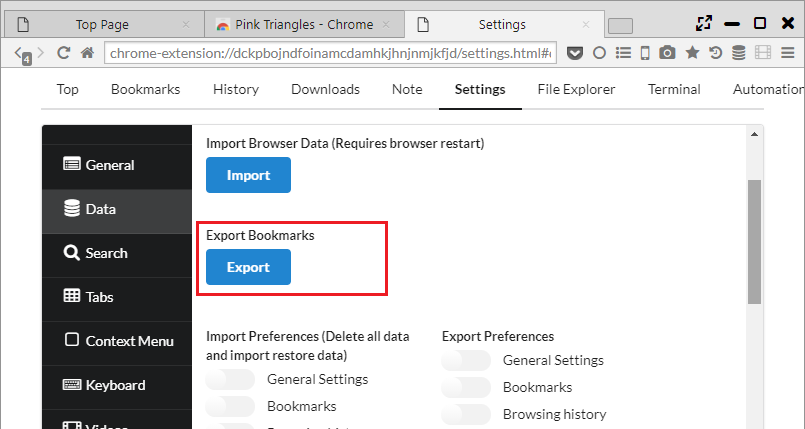 Top Page
Pink Triangles - Chrome
Settings
4
chrome-extension://dckpbojndfoinamcdamhkjhnjnmjkfjd/settings.html#
Top
Bookmarks
History
Downloads
Note
Settings
File Explorer
Terminal
Automation
General
Data
Search
Tabs
Context Menu
Keyboard
Videos
Import Browser Data (Requires browser restart)
Import
Export Bookmarks
Export
Import Preferences (Delete all data
and import restore data)
General Settings
Bookmarks
Export Preferences
General Settings
Bookmarks
Browsing history